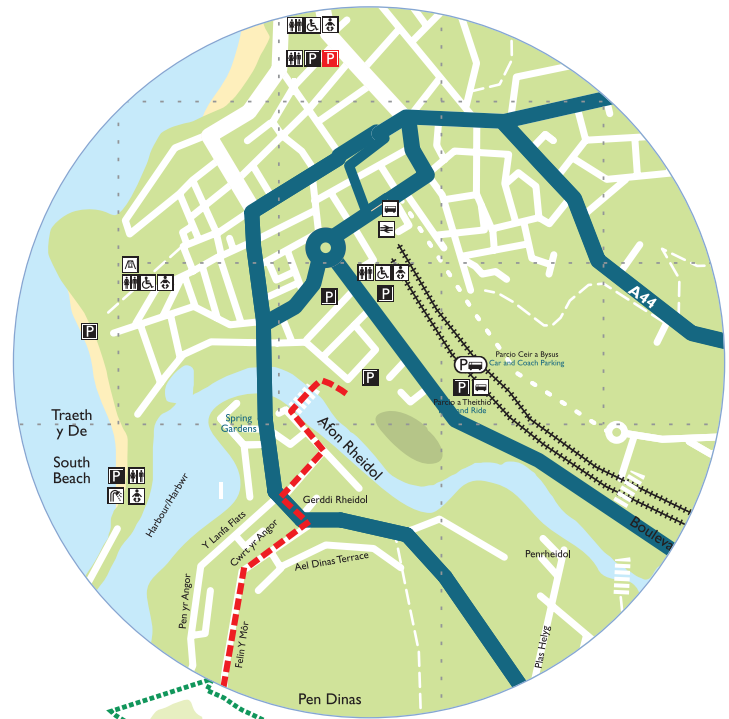 P P
A44
P
P
P
Parcio Ceir a Bysus
P Car and Coach Parking
P
P
Parcio a Theithio
and Ride
Traeth
y De
Spring
Gardens
Afon Rheidol
South
Beach
P
Harbour/Harbwr
Gerddi Rheidol
Y Lanfa Flats
Cwrt yr Angor
Bouleva
Ael Dinas Terrace
Penrheidol
Pen yr Angor
Felin Y Môr
Plas Helyg
Pen Dinas